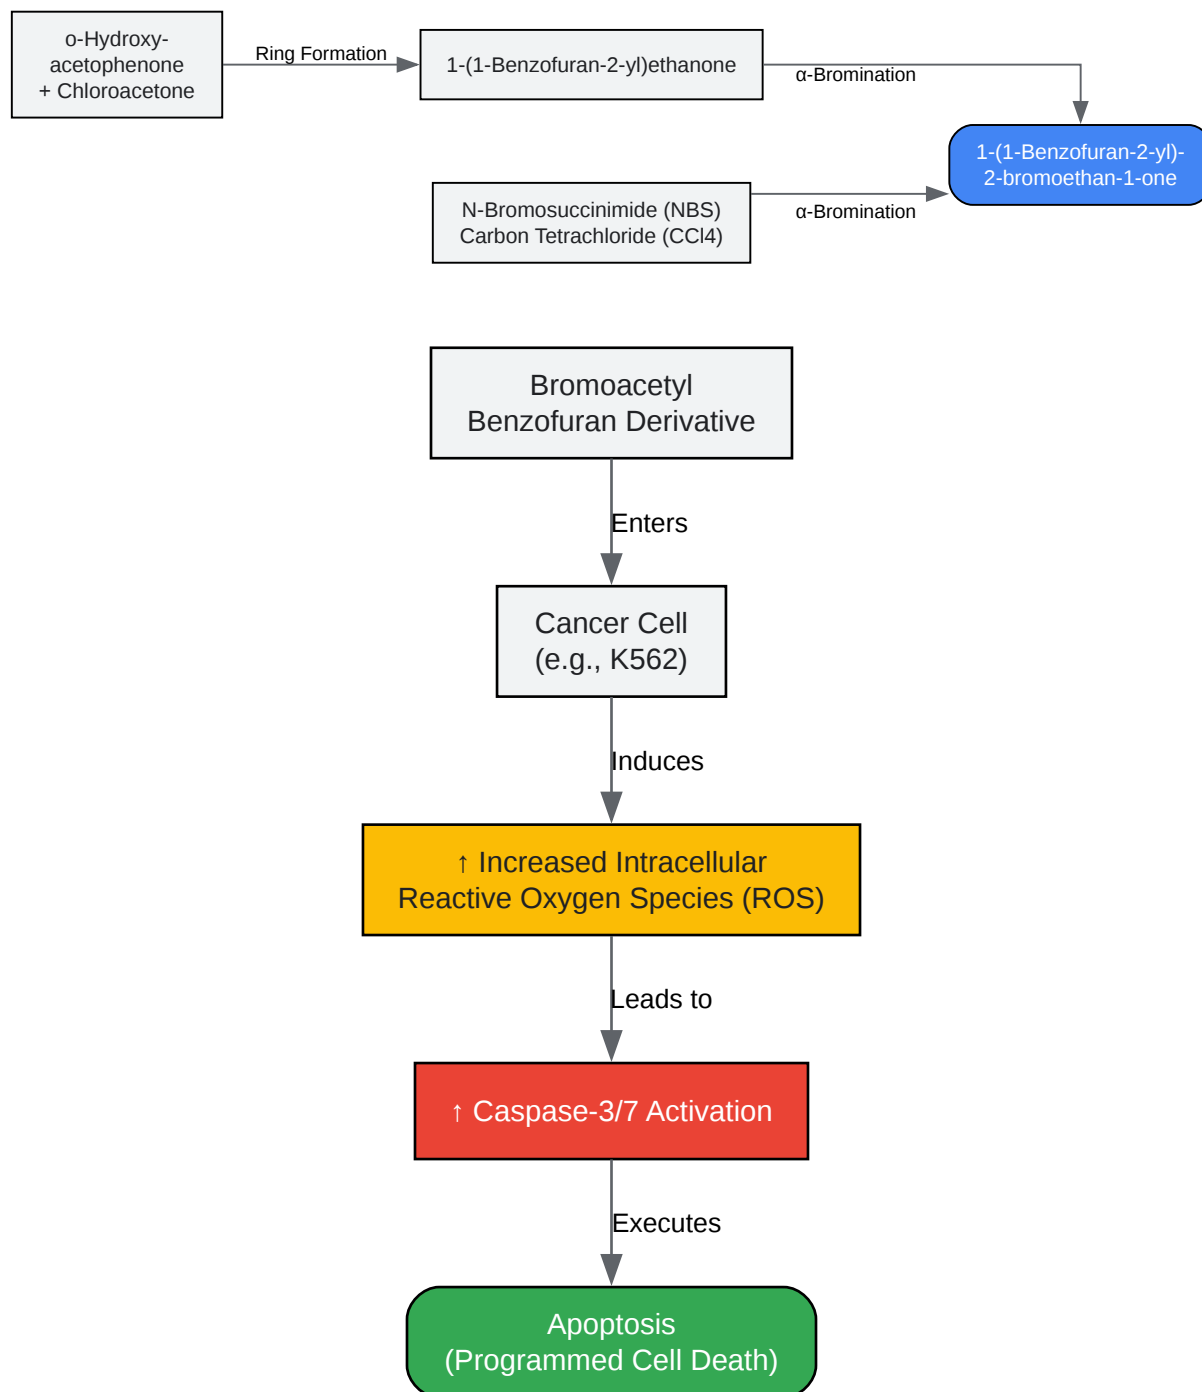 o-Hydroxy-
acetophenone
+ Chloroacetone
Ring Formation
1-(1-Benzofuran-2-yl)ethanone
α-Bromination
1-(1-Benzofuran-2-yl)-
2-bromoethan-1-one
N-Bromosuccinimide (NBS)
Carbon Tetrachloride (CCl4)
α-Bromination
Bromoacetyl
Benzofuran Derivative
Enters
Cancer Cell
(e.g., K562)
Induces
↑ Increased Intracellular
Reactive Oxygen Species (ROS)
Leads to
↑ Caspase-3/7 Activation
Executes
Apoptosis
(Programmed Cell Death)